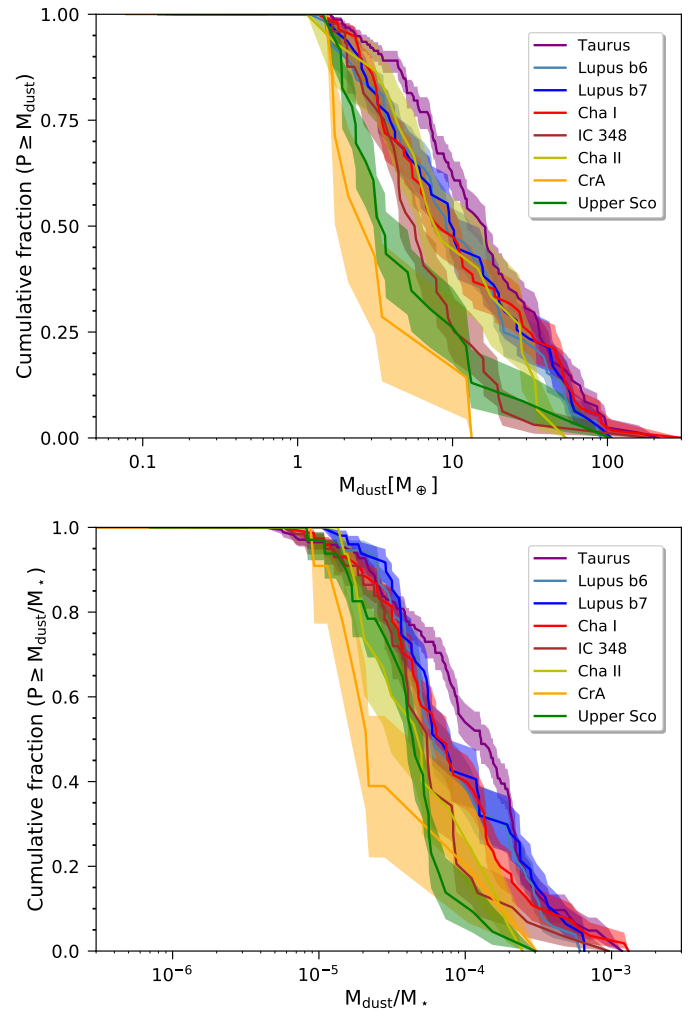 Cumulative fraction (P ≥ M_dust)
1.00
0.75
0.50
0.25
0.00
Taurus
Lupus b6
Lupus b7
Cha I
IC 348
Cha II
CrA
Upper Sco
0.1 1 10 100
M_dust[M_⊕]
Cumulative fraction (P ≥ M_dust/M_⋆)
1.0
0.8
0.6
0.4
0.2
0.0
Taurus
Lupus b6
Lupus b7
Cha I
IC 348
Cha II
CrA
Upper Sco
10⁻⁶ 10⁻⁵ 10⁻⁴ 10⁻³
M_dust/M_⋆